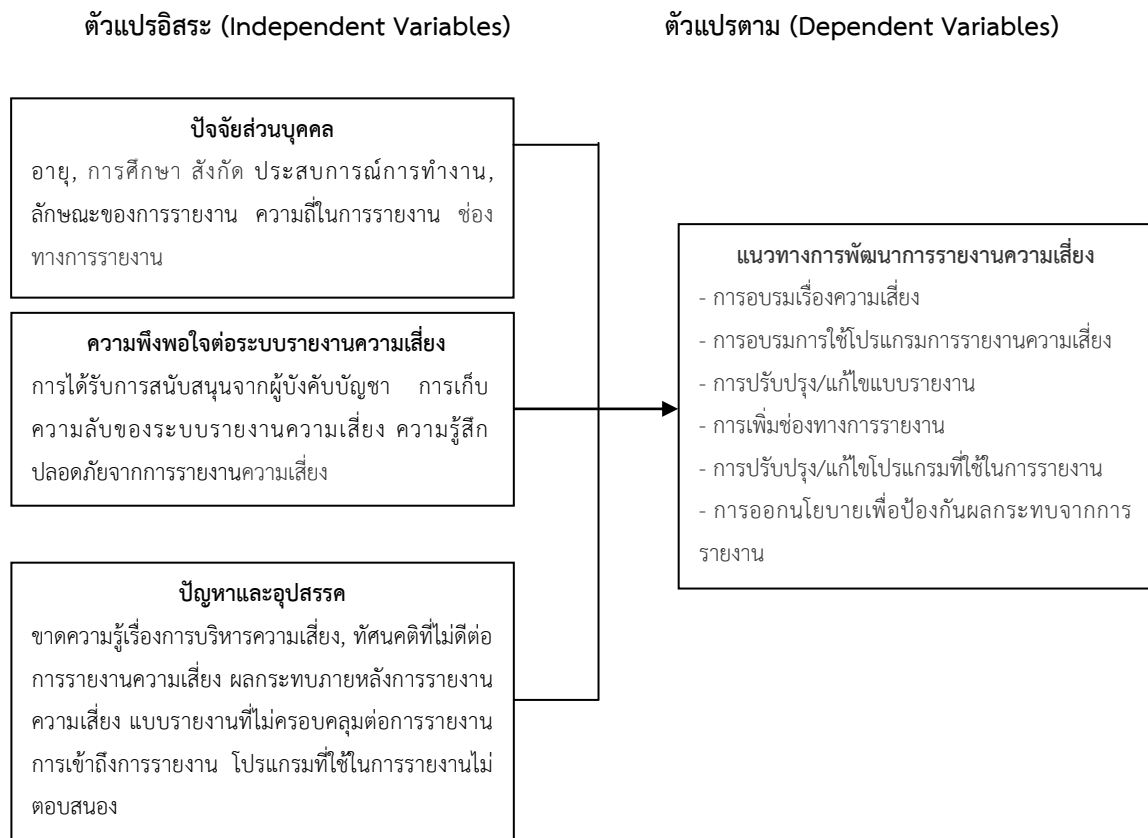 ตัวแปรอิสระ (Independent Variables)
ตัวแปรตาม (Dependent Variables)
ปัจจัยส่วนบุคคล
อายุ, การศึกษา สังกัด ประสบการณ์การทำงาน,
ลักษณะของการรายงาน ความถี่ในการรายงาน ช่อง
ทางการรายงาน
ความพึงพอใจต่อระบบรายงานความเสี่ยง
การได้รับการสนับสนุนจากผู้บังคับบัญชา การเก็บ
ความลับของระบบรายงานความเสี่ยง ความรู้สึก
ปลอดภัยจากการรายงานความเสี่ยง
ปัญหาและอุปสรรค
ขาดความรู้เรื่องการบริหารความเสี่ยง, ทัศนคติที่ไม่ดีต่อ
การรายงานความเสี่ยง ผลกระทบภายหลังการรายงาน
ความเสี่ยง แบบรายงานที่ไม่ครอบคลุมต่อการรายงาน
การเข้าถึงการรายงาน โปรแกรมที่ใช้ในการรายงานไม่
ตอบสนอง
แนวทางการพัฒนาการรายงานความเสี่ยง
- การอบรมเรื่องความเสี่ยง
- การอบรมการใช้โปรแกรมการรายงานความเสี่ยง
- การปรับปรุง/แก้ไขแบบรายงาน
- การเพิ่มช่องทางการรายงาน
- การปรับปรุง/แก้ไขโปรแกรมที่ใช้ในการรายงาน
- การออกนโยบายเพื่อป้องกันผลกระทบจากการ
รายงาน